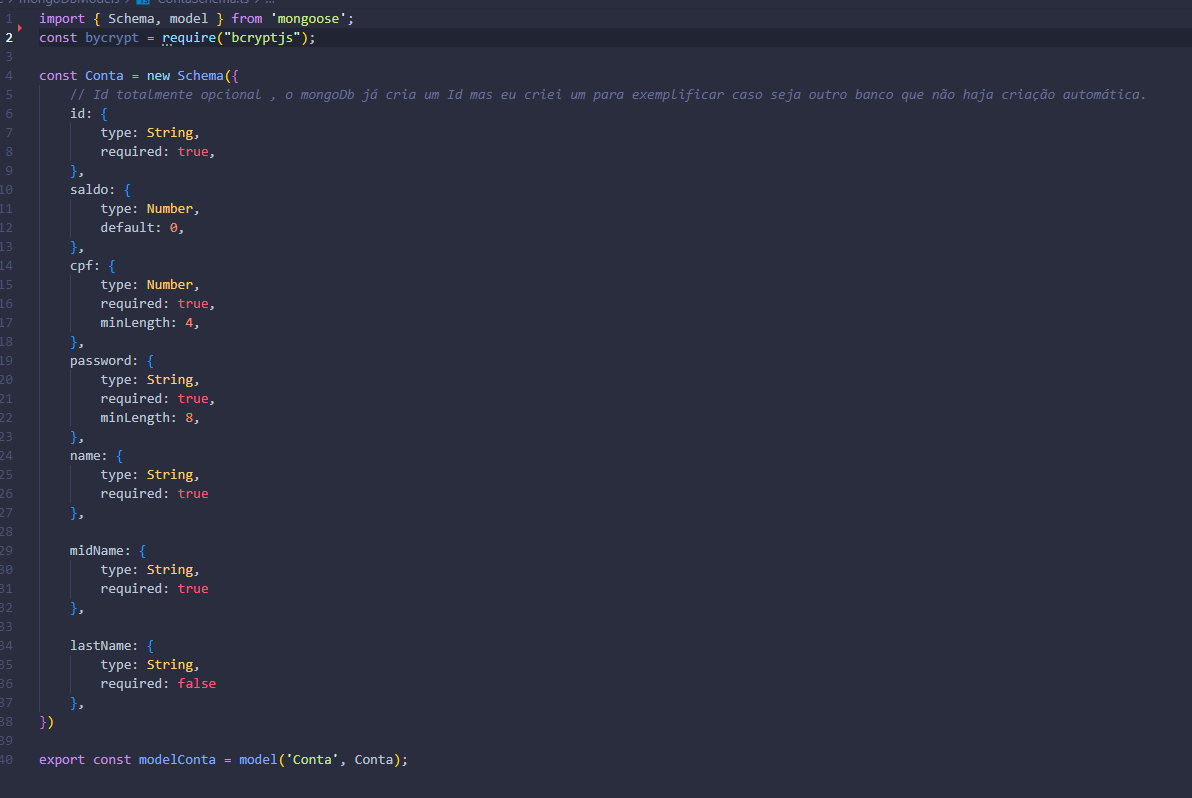 mongoDbModels > ContaSchema.ts > ...
1 import { Schema, model } from 'mongoose';
2 const bycrypt = require("bcryptjs");
3
4 const Conta = new Schema({
5 // Id totalmente opcional , o mongoDb já cria um Id mas eu criei um para exemplificar caso seja outro banco que não haja criação automática.
6 id: {
7 type: String,
8 required: true,
9 },
10 saldo: {
11 type: Number,
12 default: 0,
13 },
14 cpf: {
15 type: Number,
16 required: true,
17 minLength: 4,
18 },
19 password: {
20 type: String,
21 required: true,
22 minLength: 8,
23 },
24 name: {
25 type: String,
26 required: true
27 },
28
29 midName: {
30 type: String,
31 required: true
32 },
33
34 lastName: {
35 type: String,
36 required: false
37 },
38 })
39
40 export const modelConta = model('Conta', Conta);